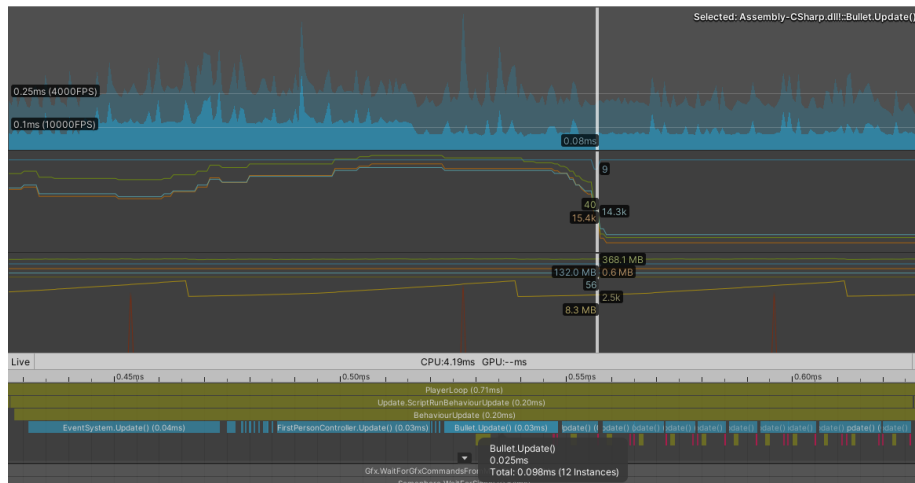 Selected: Assembly-CSharp.dll!::Bullet.Update()
0.25ms (4000FPS)
0.1ms (10000FPS)
0.08ms
9
40
15.4k
14.3k
368.1 MB
132.0 MB
0.6 MB
56
2.5k
8.3 MB
Live
CPU:4.19ms GPU:--ms
0.45ms
0.50ms
0.55ms
0.60ms
PlayerLoop (0.71ms)
Update.ScriptRunBehaviourUpdate (0.20ms)
BehaviourUpdate (0.20ms)
EventSystem.Update() (0.04ms)
FirstPersonController.Update() (0.03ms)
Bullet.Update() (0.03ms)
Bullet.Update()
0.025ms
Total: 0.098ms (12 Instances)
Gfx.WaitForGfxCommandsFro